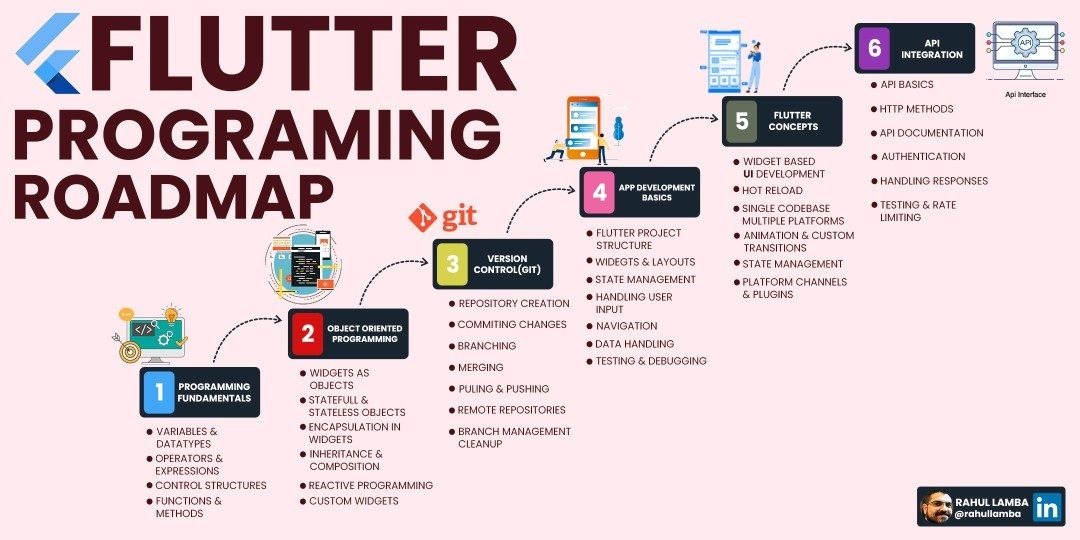 FLUTTER
PROGRAMING
ROADMAP
1
PROGRAMMING
FUNDAMENTALS
VARIABLES &
DATATYPES
OPERATORS &
EXPRESSIONS
CONTROL STRUCTURES
FUNCTIONS &
METHODS
2
OBJECT ORIENTED
PROGRAMMING
WIDGETS AS
OBJECTS
STATEFULL &
STATELESS OBJECTS
ENCAPSULATION IN
WIDGETS
INHERITANCE &
COMPOSITION
REACTIVE PROGRAMMING
CUSTOM WIDGETS
git
3
VERSION
CONTROL(GIT)
REPOSITORY CREATION
COMMITING CHANGES
BRANCHING
MERGING
PULING & PUSHING
REMOTE REPOSITORIES
BRANCH MANAGEMENT
CLEANUP
4
APP DEVELOPMENT
BASICS
FLUTTER PROJECT
STRUCTURE
WIDEGTS & LAYOUTS
STATE MANAGEMENT
HANDLING USER
INPUT
NAVIGATION
DATA HANDLING
TESTING & DEBUGGING
5
FLUTTER
CONCEPTS
WIDGET BASED
UI DEVELOPMENT
HOT RELOAD
SINGLE CODEBASE
MULTIPLE PLATFORMS
ANIMATION & CUSTOM
TRANSITIONS
STATE MANAGEMENT
PLATFORM CHANNELS
& PLUGINS
6
API
INTEGRATION
API BASICS
HTTP METHODS
API DOCUMENTATION
AUTHENTICATION
HANDLING RESPONSES
TESTING & RATE
LIMITING
API
Api Interface
</>
RAHUL LAMBA
@rahullamba
in